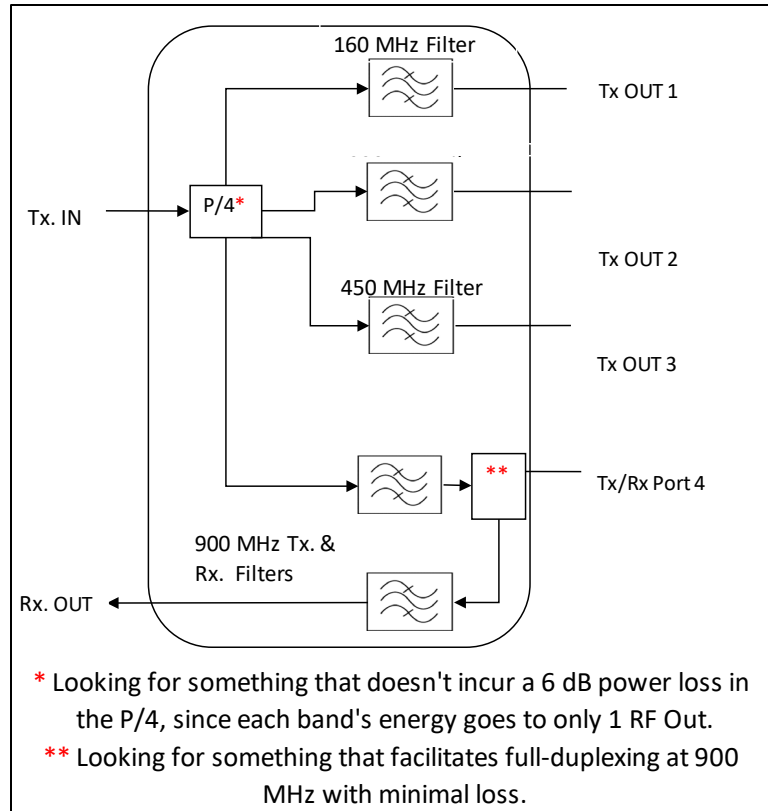 160 MHz Filter
Tx OUT 1
P/4*
Tx. IN
Tx OUT 2
450 MHz Filter
Tx OUT 3
**
Tx/Rx Port 4
900 MHz Tx. &
Rx. Filters
Rx. OUT
* Looking for something that doesn't incur a 6 dB power loss in
the P/4, since each band's energy goes to only 1 RF Out.
** Looking for something that facilitates full-duplexing at 900
MHz with minimal loss.